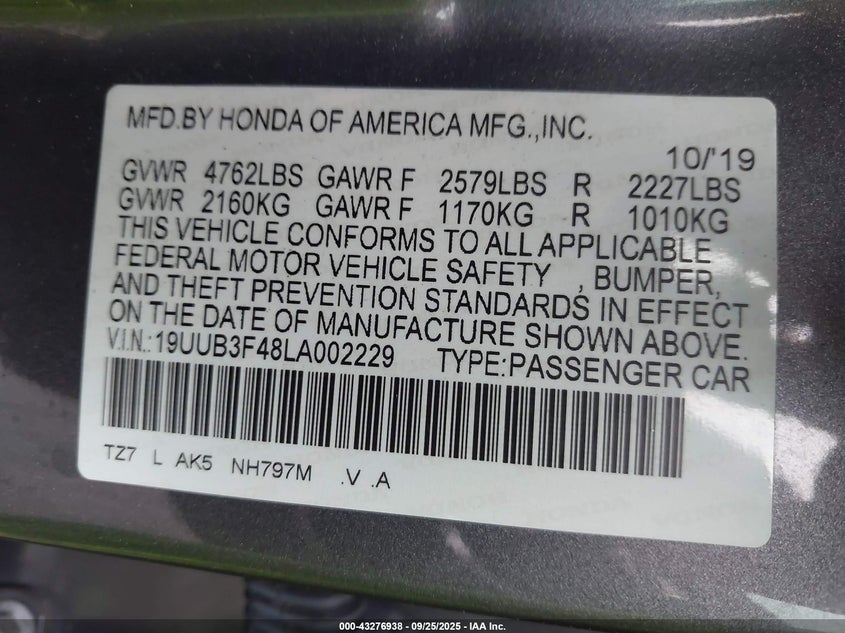 MFD.BY HONDA OF AMERICA MFG.,INC.
10/'19
GVWR 4762LBS GAWR F 2579LBS R 2227LBS
GVWR 2160KG GAWR F 1170KG R 1010KG
THIS VEHICLE CONFORMS TO ALL APPLICABLE
FEDERAL MOTOR VEHICLE SAFETY , BUMPER,
AND THEFT PREVENTION STANDARDS IN EFFECT
ON THE DATE OF MANUFACTURE SHOWN ABOVE.
V.I.N.:19UUB3F48LA002229 TYPE:PASSENGER CAR
TZ7 L AK5 NH797M .V .A
000-43276938 - 09/25/2025 - IAA Inc.